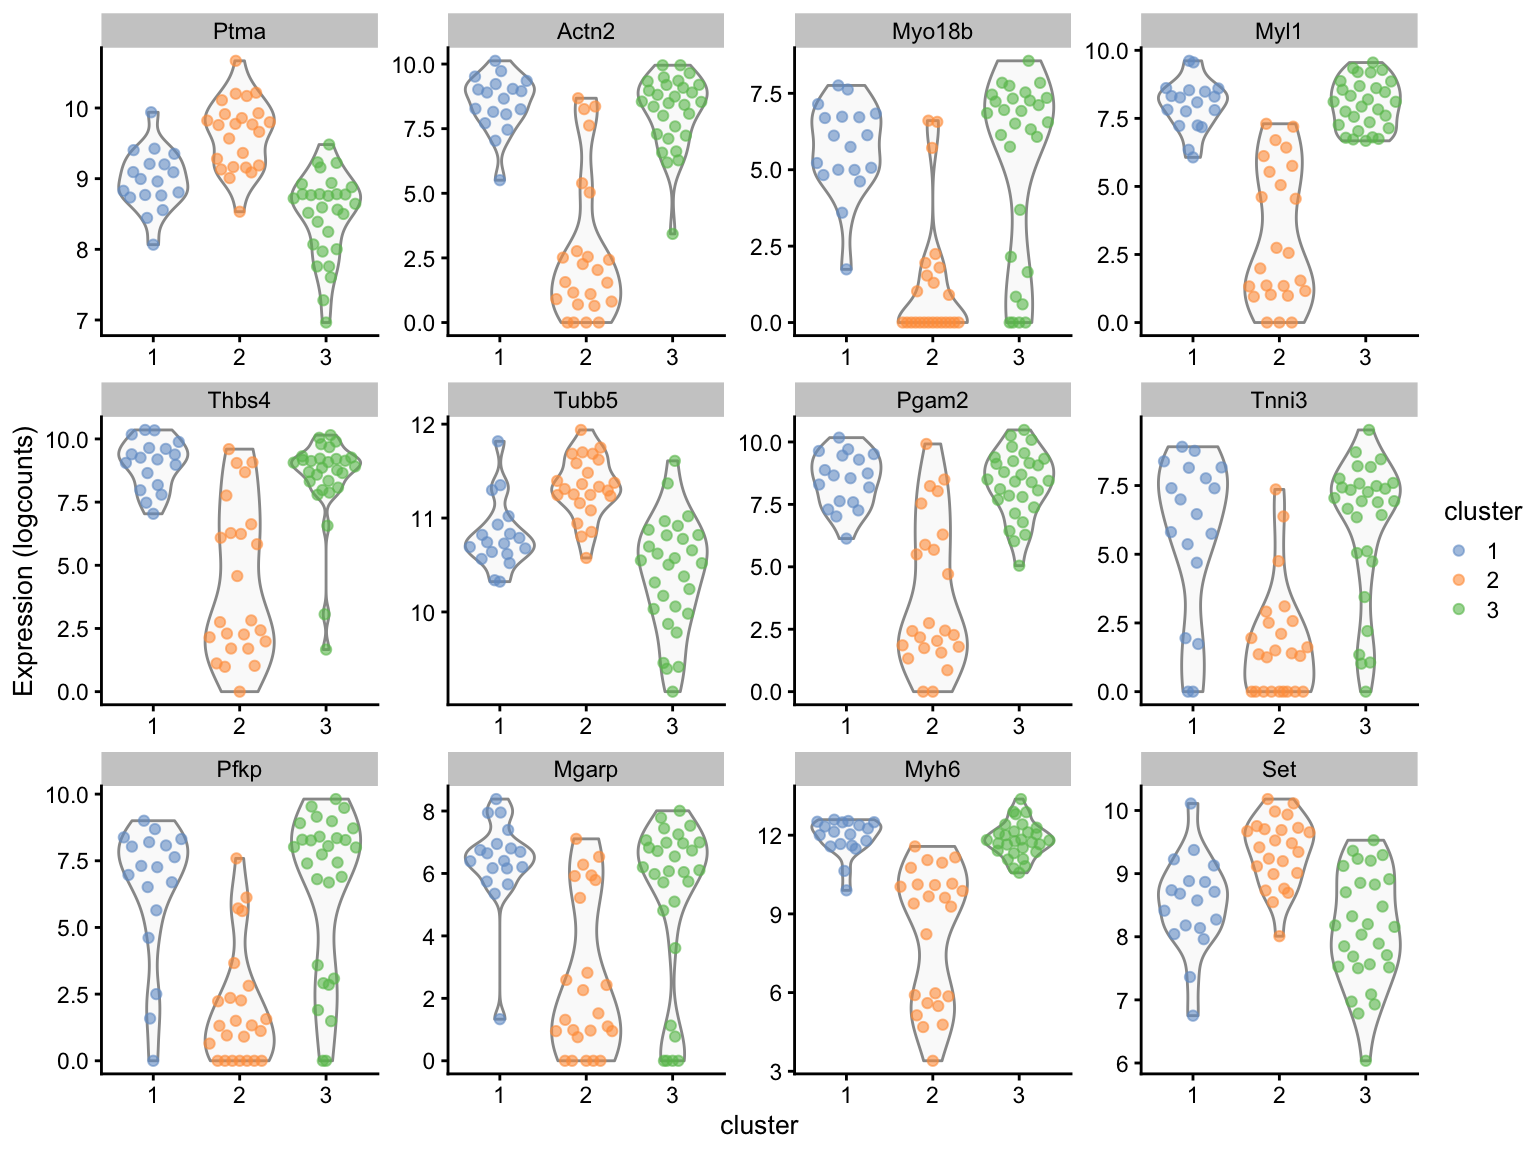 Ptma Actn2 Myo18b Myl1
10 9 8 7
10.0 7.5 5.0 2.5 0.0
7.5 5.0 2.5 0.0
10.0 7.5 5.0 2.5 0.0
1 2 3 1 2 3 1 2 3 1 2 3
Thbs4 Tubb5 Pgam2 Tnni3
10.0 7.5 5.0 2.5 0.0
12 11 10
10.0 7.5 5.0 2.5 0.0
7.5 5.0 2.5 0.0
1 2 3 1 2 3 1 2 3 1 2 3
Pfkp Mgarp Myh6 Set
10.0 7.5 5.0 2.5 0.0
8 6 4 2 0
12 9 6 3
10 9 8 7 6
1 2 3 1 2 3 1 2 3 1 2 3
Expression (logcounts)
cluster
cluster
1
2
3